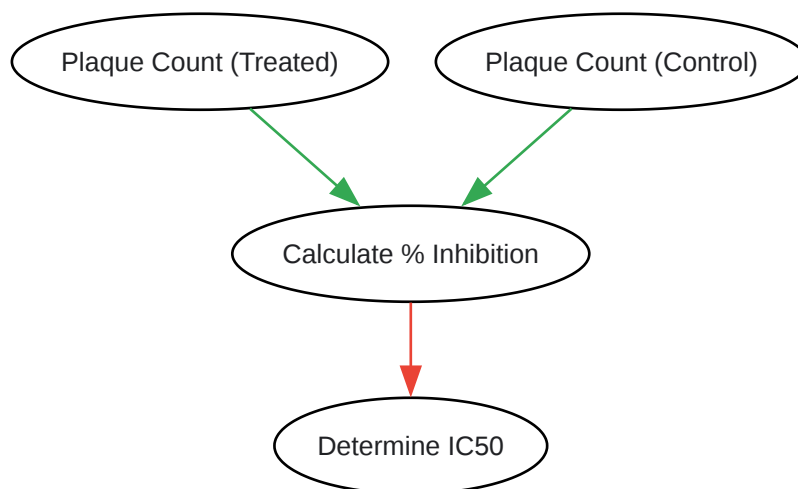 Plaque Count (Treated)
Plaque Count (Control)
Calculate % Inhibition
Determine IC50